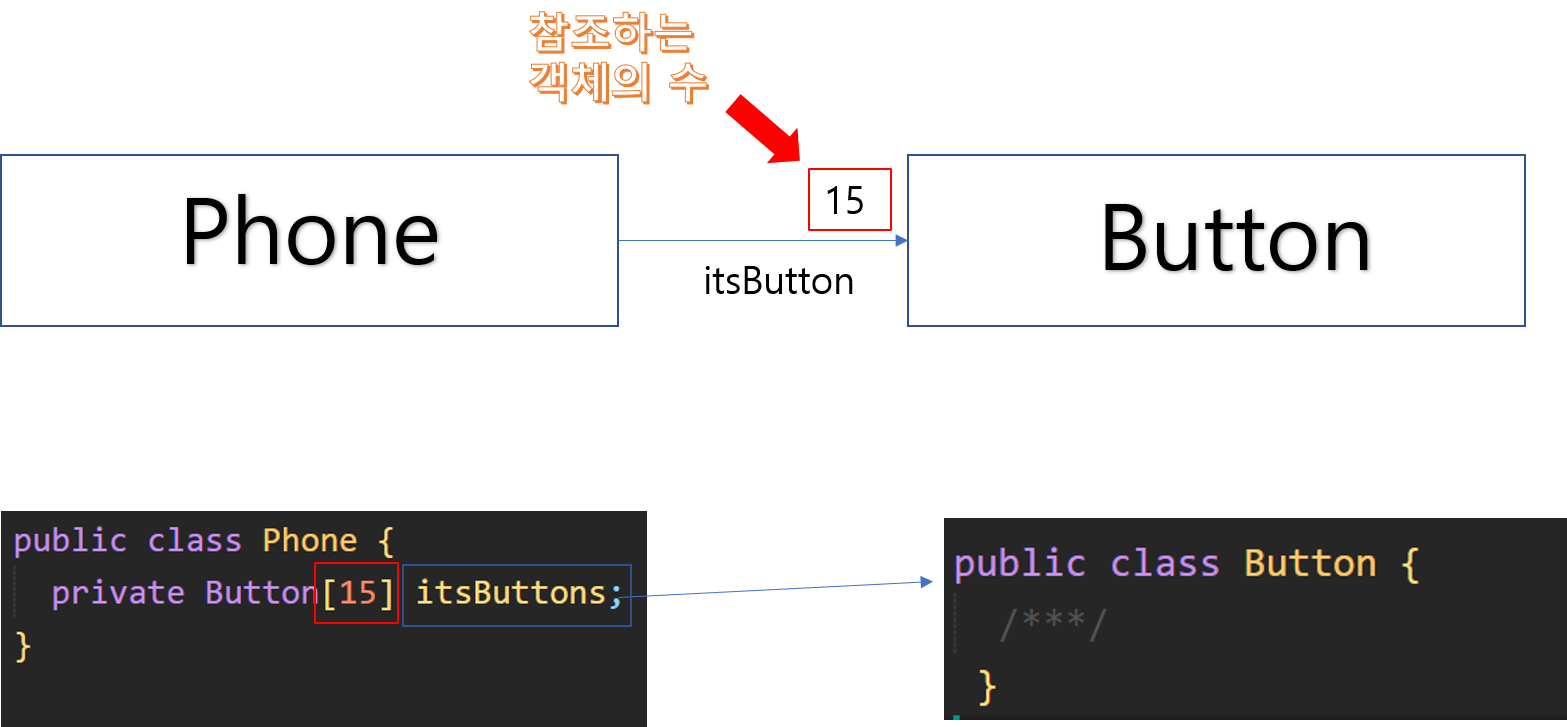 참조하는
객체의 수
Phone
15
itsButton
Button
public class Phone {
private Button[15] itsButtons;
}
public class Button {
/***/
}